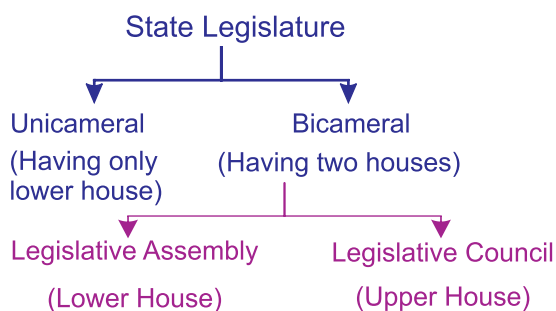 State Legislature
Unicameral
(Having only
lower house)
Bicameral
(Having two houses)
Legislative Assembly
(Lower House)
Legislative Council
(Upper House)